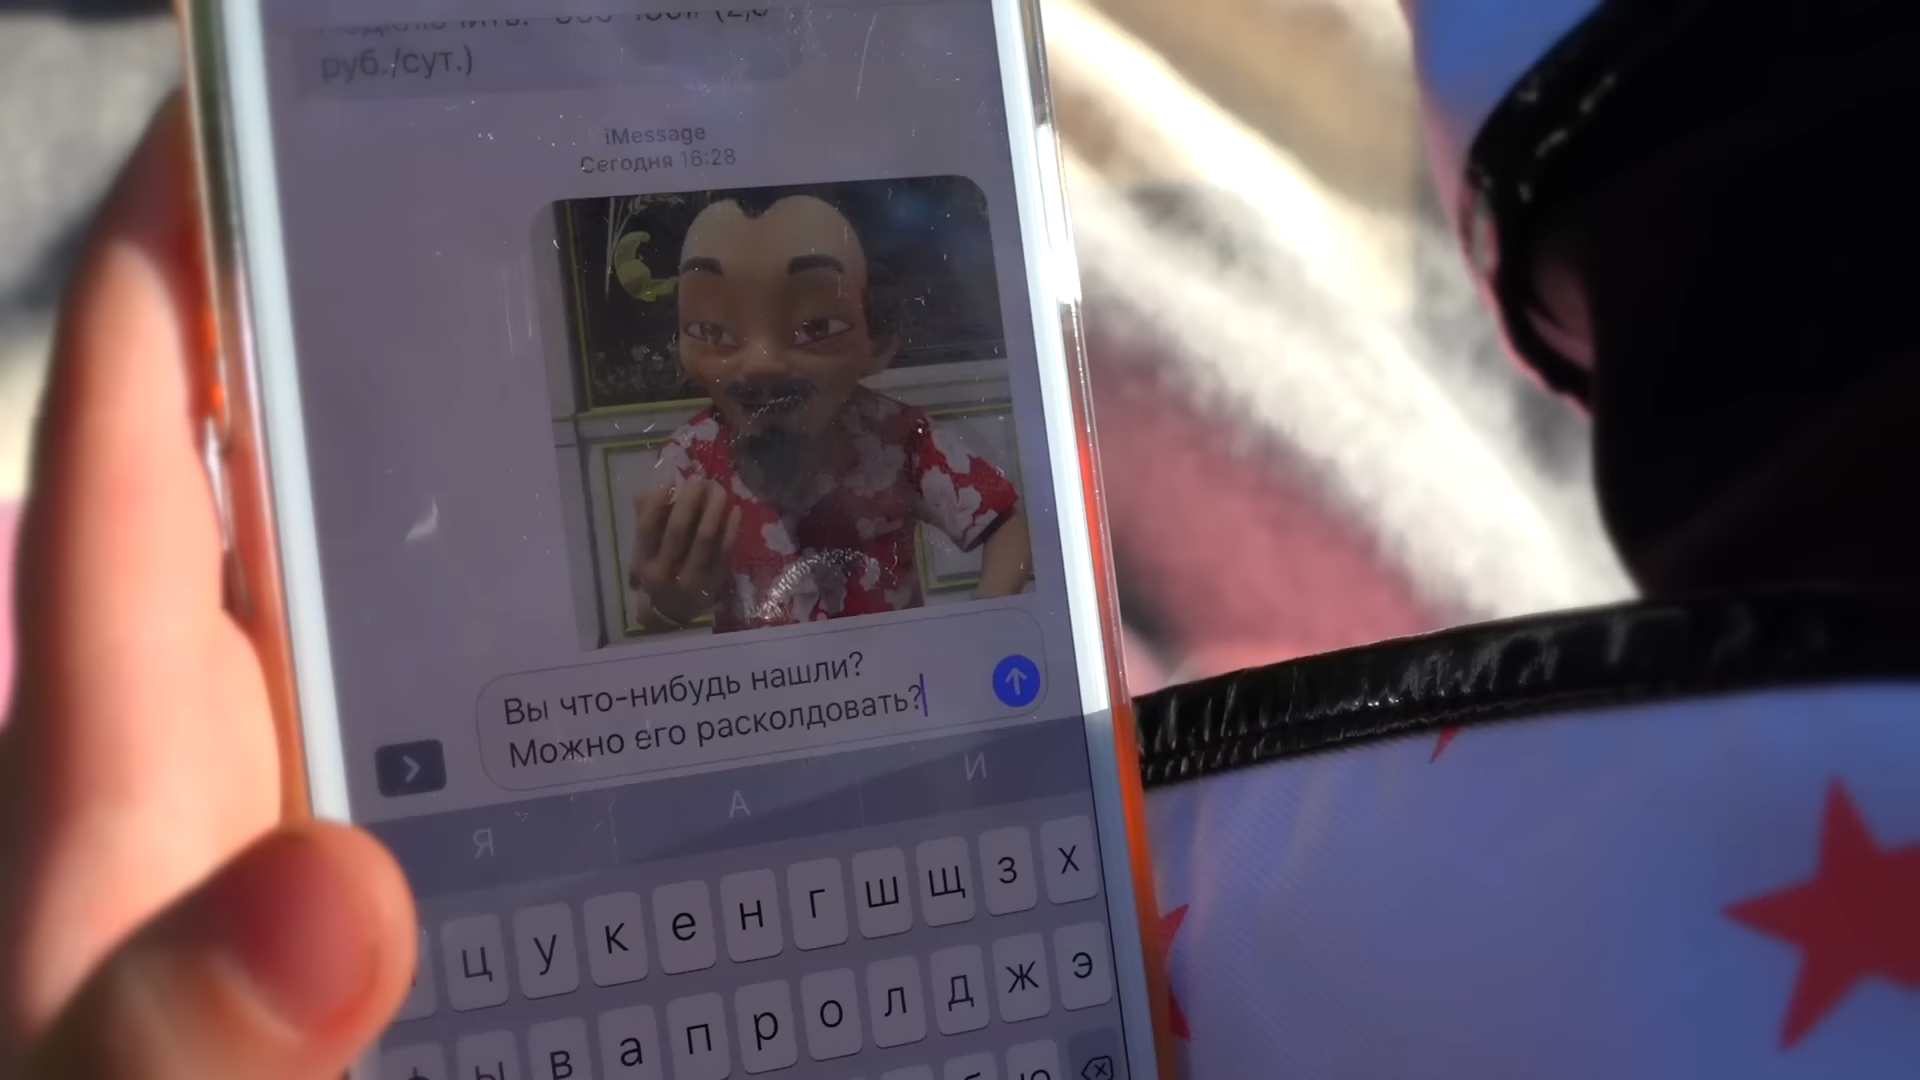 руб./сут.)
iMessage
Сегодня 16:28
Вы что-нибудь нашли?
Можно его расколдовать?
Я А И
ц у к е н г ш щ з х
ф ы в а п р о л д ж э
б ю